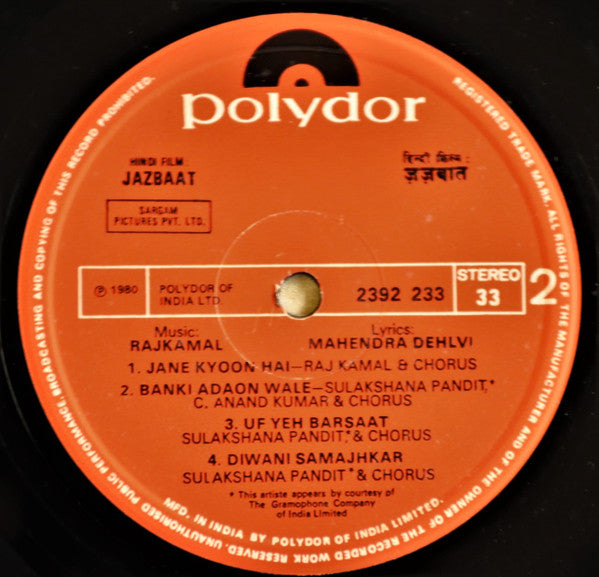 polydor
HINDI FILM:
JAZBAAT
हिन्दी फ़िल्म:
ज़ज़बात
SARGAM
PICTURES PVT. LTD.
℗ 1980
POLYDOR OF
INDIA LTD.
2392 233
STEREO
33
2
Music:
RAJKAMAL
Lyrics:
MAHENDRA DEHLVI
1. JANE KYOON HAI—RAJ KAMAL & CHORUS
2. BANKI ADAON WALE—SULAKSHANA PANDIT,*
C. ANAND KUMAR & CHORUS
3. UF YEH BARSAAT
SULAKSHANA PANDIT,* & CHORUS
4. DIWANI SAMAJHKAR
SULAKSHANA PANDIT* & CHORUS
* This artiste appears by courtesy of
The Gramophone Company
of India Limited
MFD. IN INDIA BY POLYDOR OF INDIA LIMITED.
REGISTERED TRADE MARK. ALL RIGHTS OF THE MANUFACTURER AND OF THE OWNER OF THE RECORDED WORK RESERVED. UNAUTHORISED PUBLIC PERFORMANCE, BROADCASTING AND COPYING OF THIS RECORD PROHIBITED.